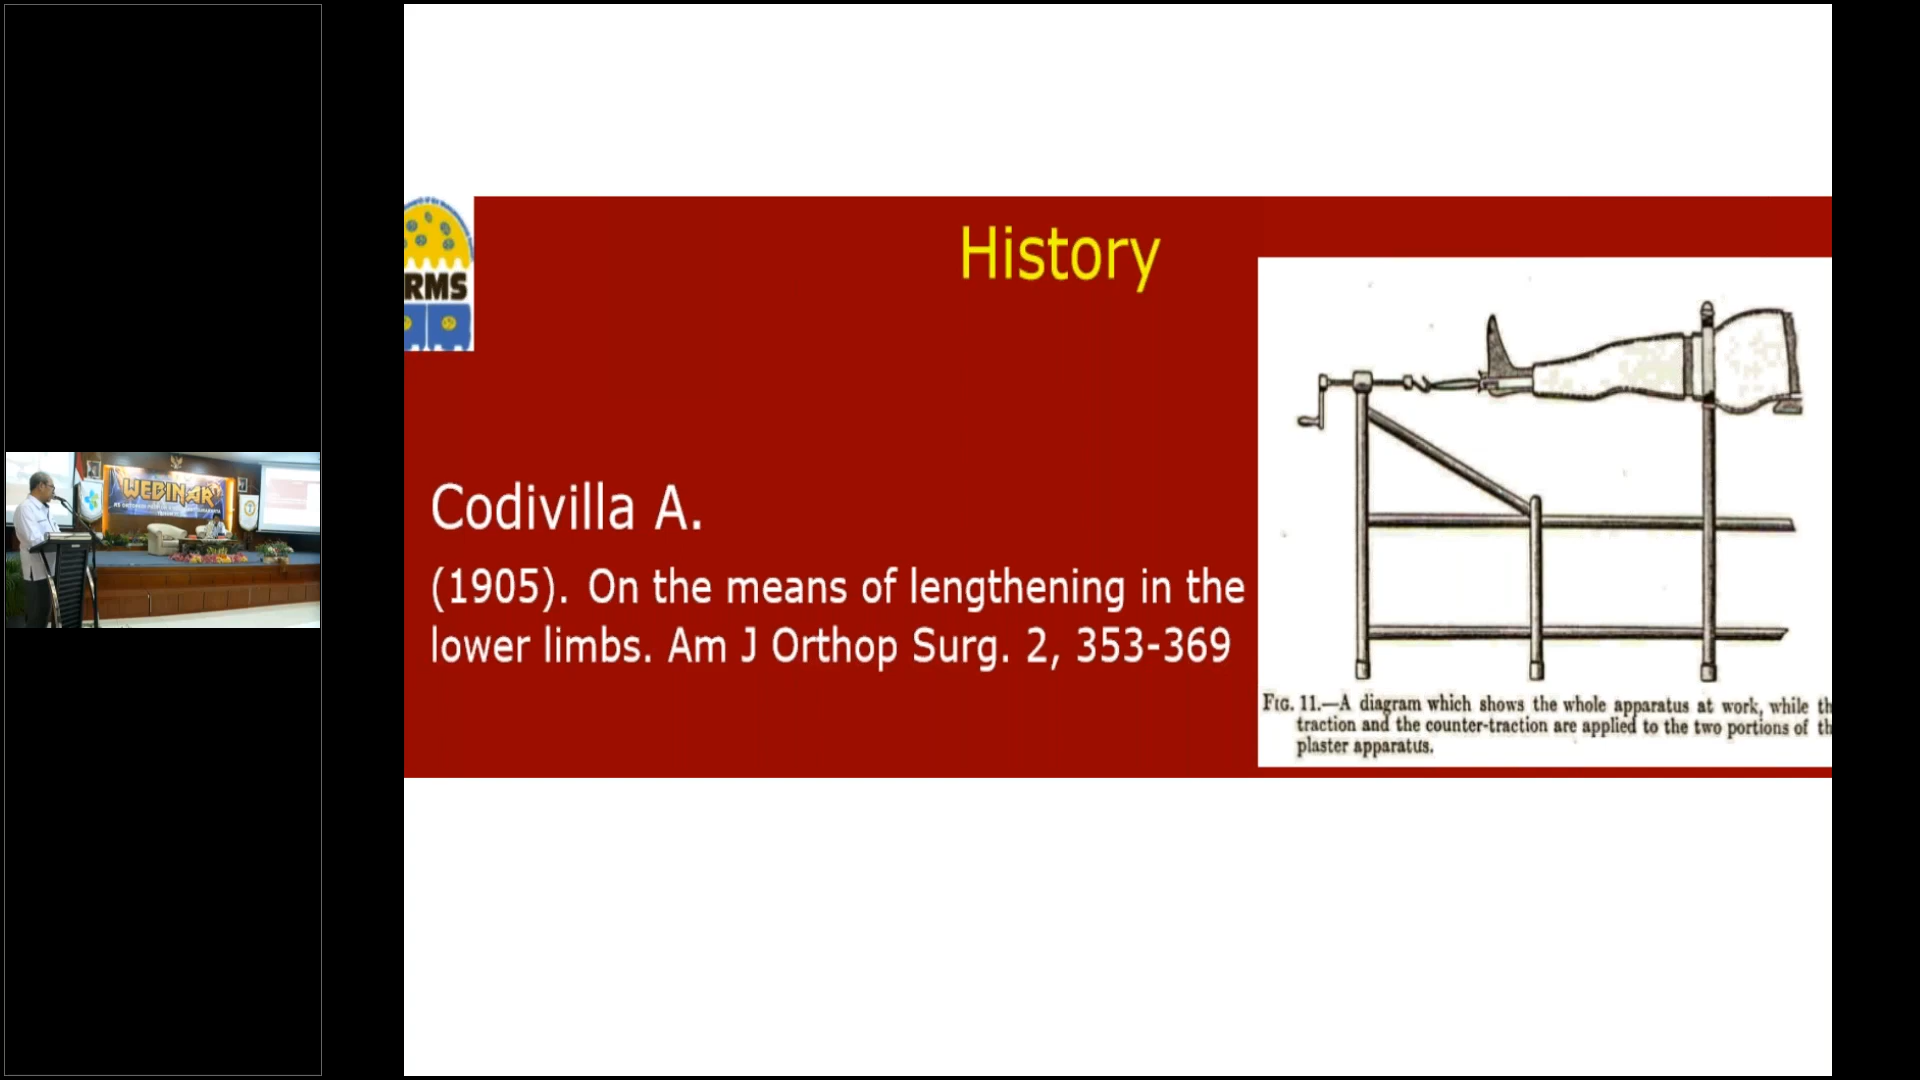 WEBINAR
RMS
History
Codivilla A.
(1905). On the means of lengthening in the
lower limbs. Am J Orthop Surg. 2, 353-369
FIG. 11.—A diagram which shows the whole apparatus at work, while th
traction and the counter-traction are applied to the two portions of th
plaster apparatus.